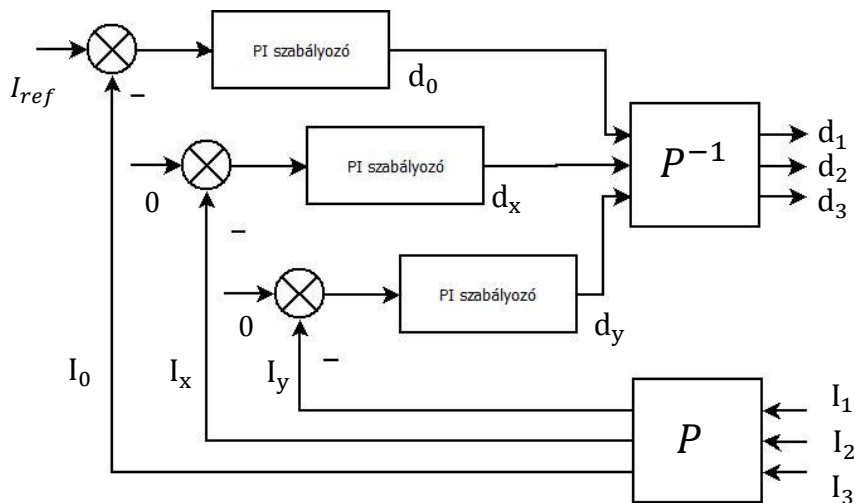 PI szabályozó
I_ref
−
d_0
PI szabályozó
P^{-1}
d_1
d_2
d_3
0
−
d_x
PI szabályozó
0
−
d_y
I_0
I_x
I_y
P
I_1
I_2
I_3